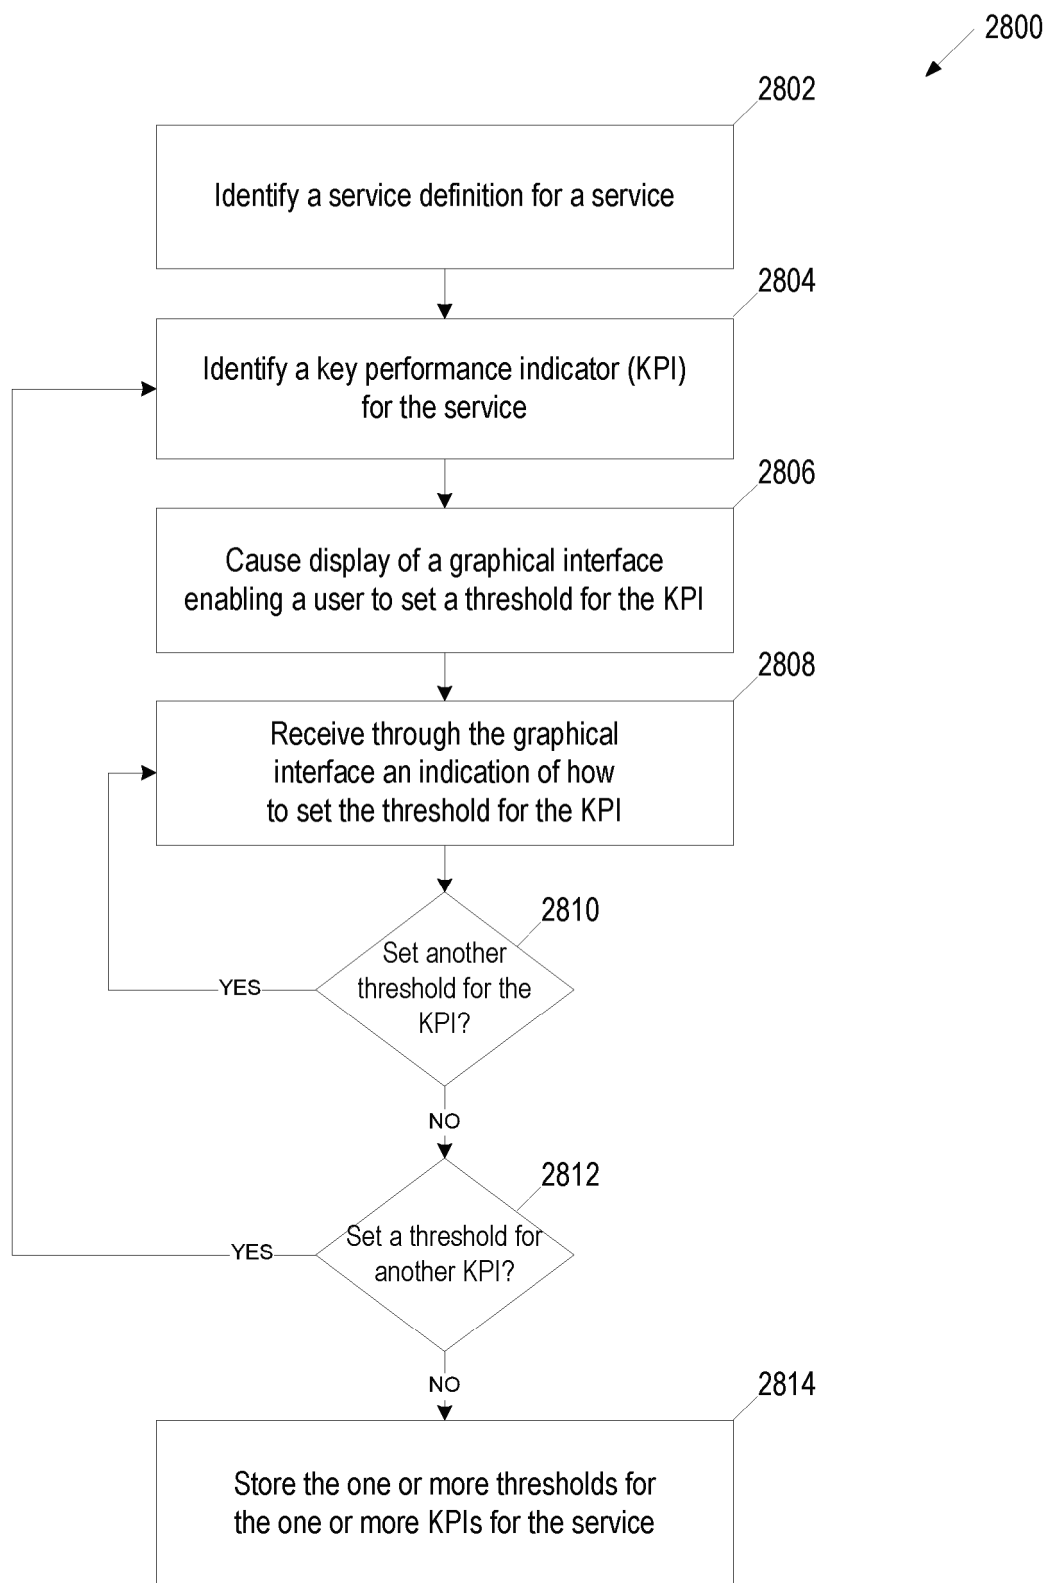 2800
2802
Identify a service definition for a service
2804
Identify a key performance indicator (KPI)
for the service
2806
Cause display of a graphical interface
enabling a user to set a threshold for the KPI
2808
Receive through the graphical
interface an indication of how
to set the threshold for the KPI
2810
Set another
threshold for the
KPI?
YES
NO
2812
Set a threshold for
another KPI?
YES
NO
2814
Store the one or more thresholds for
the one or more KPIs for the service